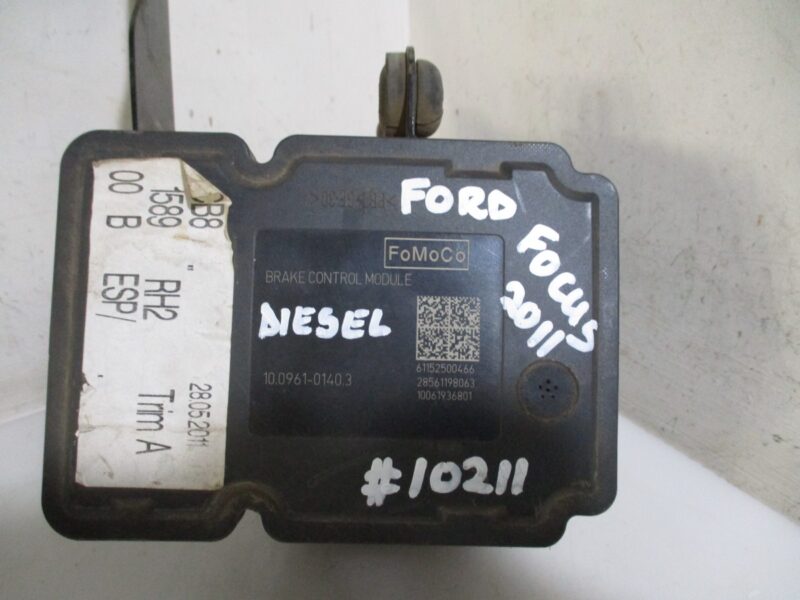 FORD
FOCUS
2011
FoMoCo
BRAKE CONTROL MODULE
DIESEL
10.0961-0140.3
61152500466
28561198063
10061936801
#10211
CB8
1589
00 B
" RH2
ESP/
28.05.2011
' Trim A